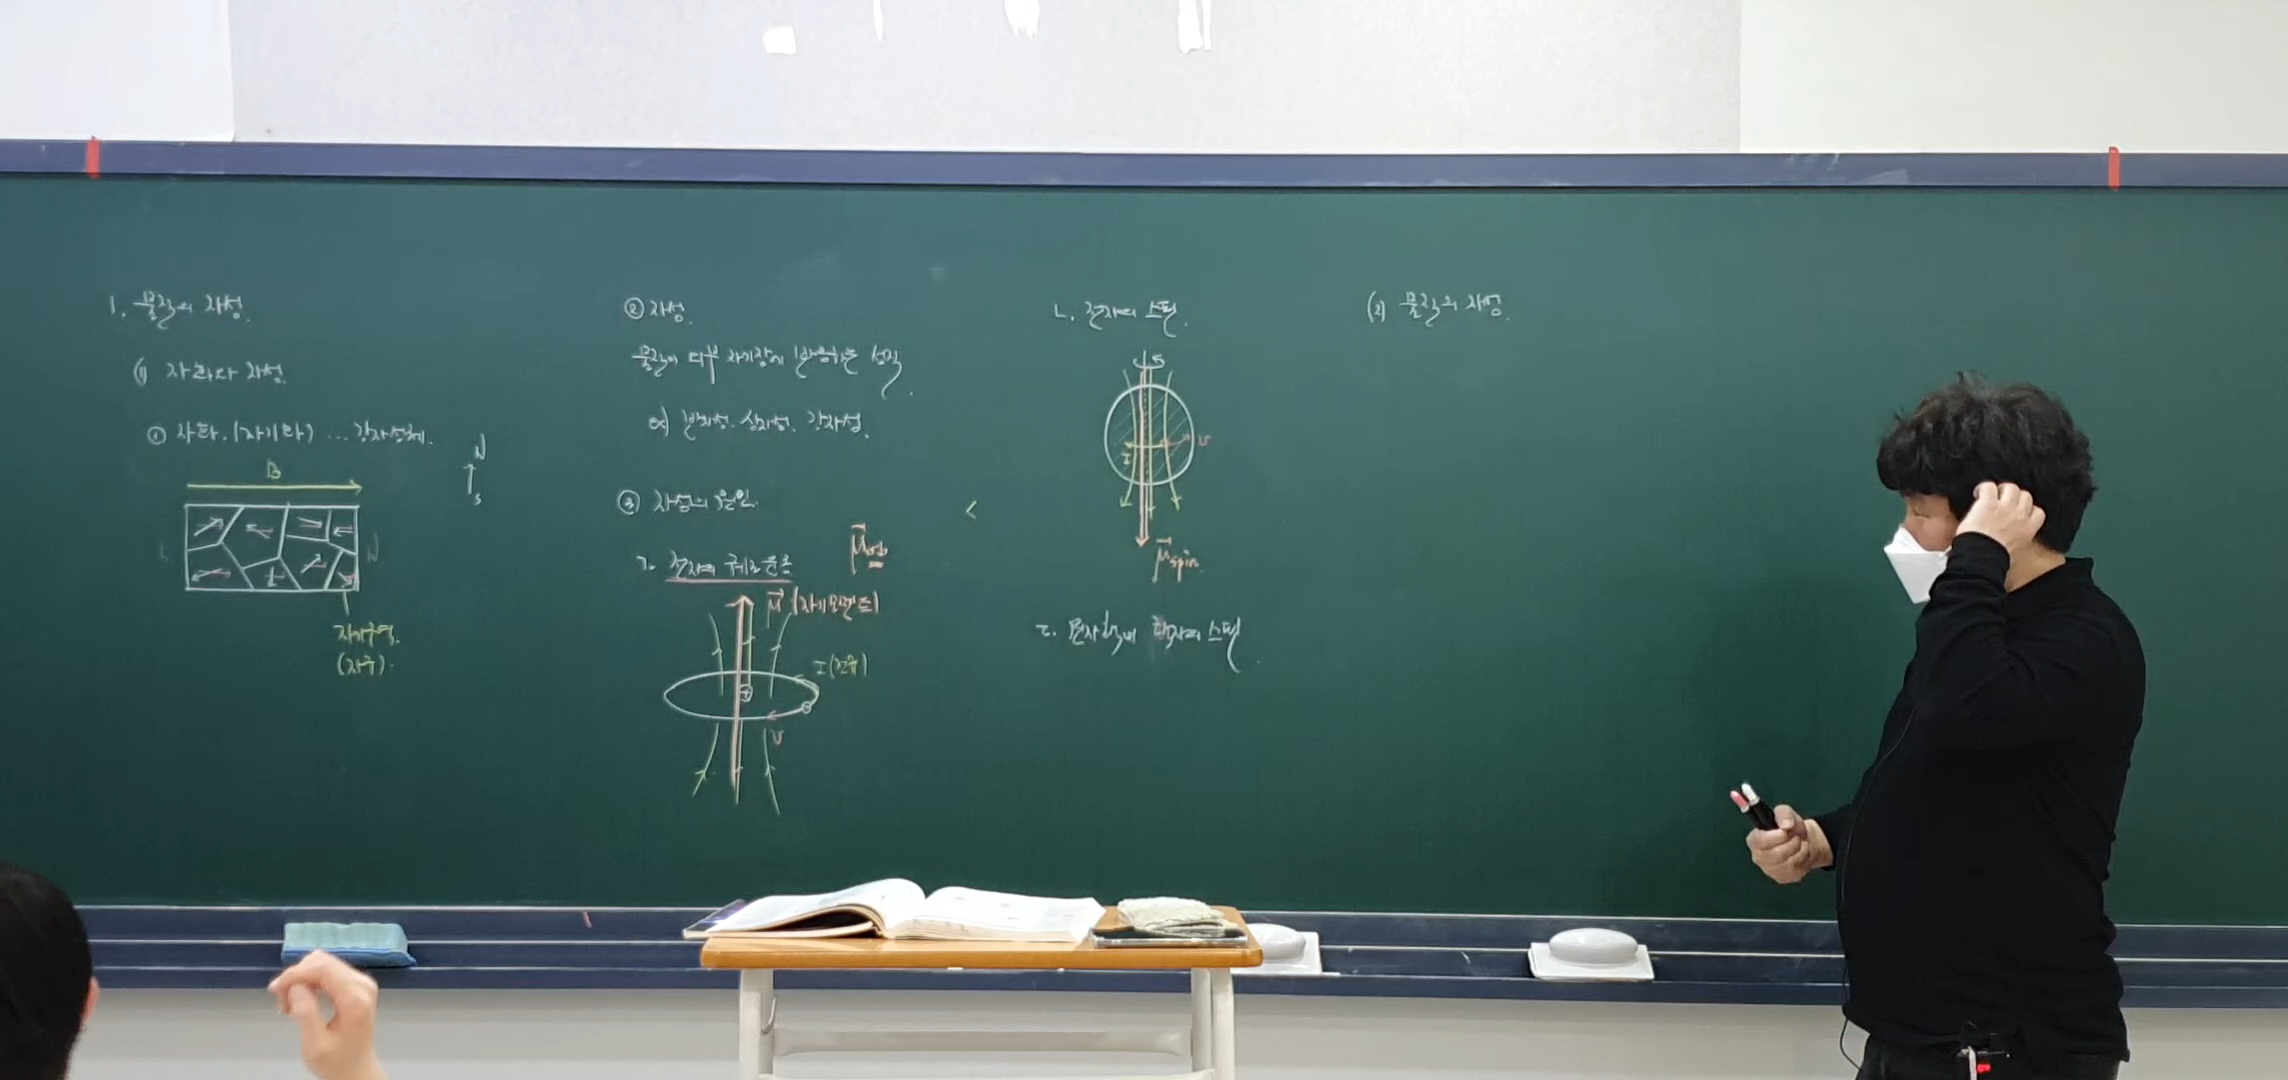 1. 물질의 자성.
(1) 자화와 자성.
① 자화.(자기화) ... 강자성체.
B
N
S
N
자기구역.
(자구).
② 자성.
물질이 외부 자기장에 반응하는 성질.
ex) 반자성. 상자성. 강자성.
③ 자성의 원인.
ㄱ. 전자의 궤도운동
μ orb
μ (자기모멘트)
I (전류)
+
-
v
<
ㄴ. 전자의 스핀.
S
I
v
μ spin.
ㄷ. 원자핵내 핵자의 스핀.
(2) 물질의 자성.